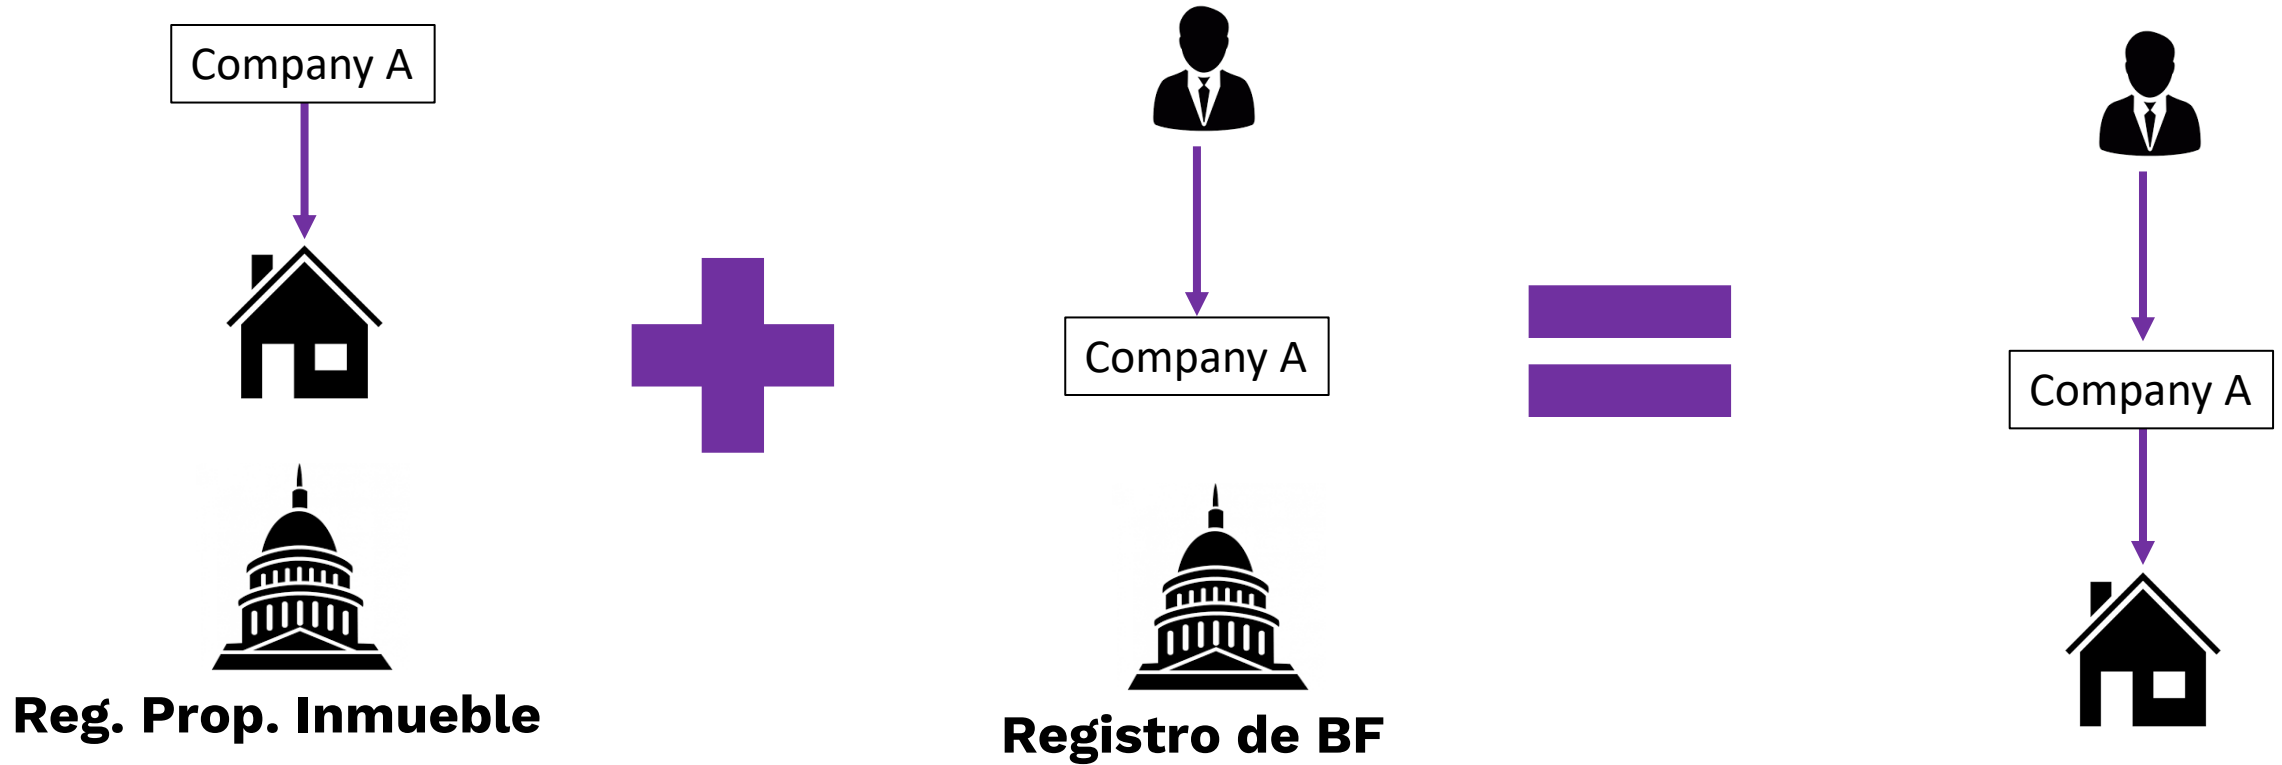 Company A
Reg. Prop. Inmueble
Company A
Registro de BF
Company A